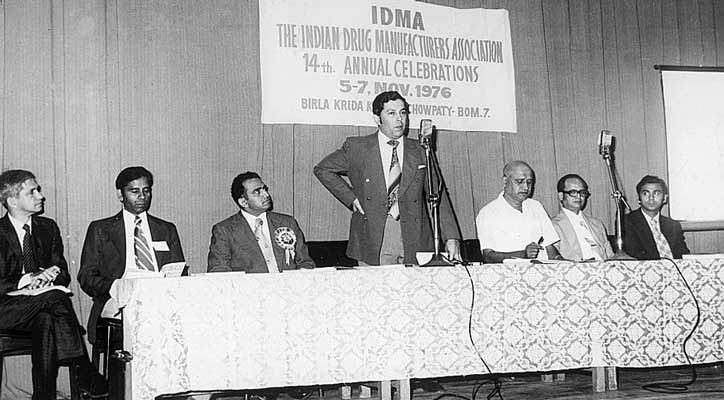 IDMA
THE INDIAN DRUG MANUFACTURERS ASSOCIATION
14th. ANNUAL CELEBRATIONS
5-7, NOV. 1976
BIRLA KRIDA CHOWPATY- BOM.7.